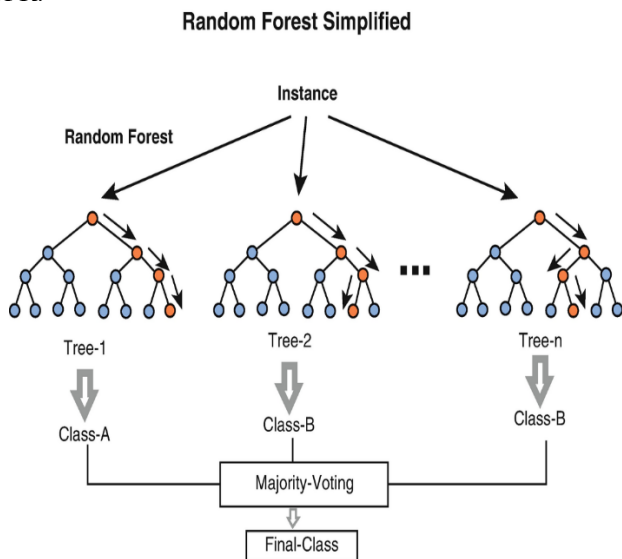 Random Forest Simplified
Instance
Random Forest
Tree-1
Tree-2
Tree-n
Class-A
Class-B
Class-B
Majority-Voting
Final-Class